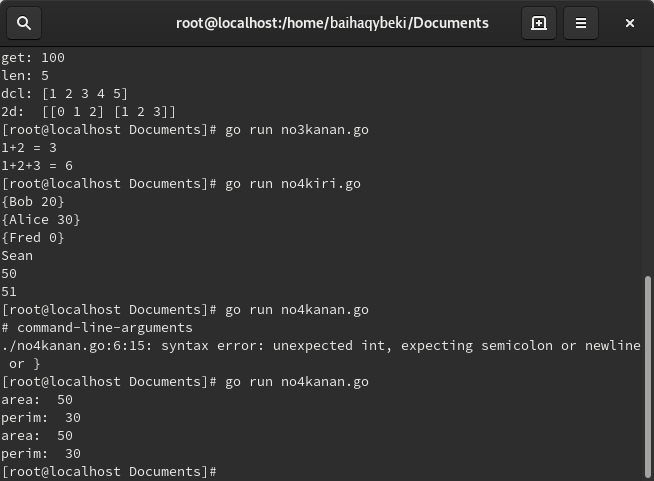 root@localhost:/home/baihaqybeki/Documents
get: 100
len: 5
dcl: [1 2 3 4 5]
2d:  [[0 1 2] [1 2 3]]
[root@localhost Documents]# go run no3kanan.go
1+2 = 3
1+2+3 = 6
[root@localhost Documents]# go run no4kiri.go
{Bob 20}
{Alice 30}
{Fred 0}
Sean
50
51
[root@localhost Documents]# go run no4kanan.go
# command-line-arguments
./no4kanan.go:6:15: syntax error: unexpected int, expecting semicolon or newline
 or }
[root@localhost Documents]# go run no4kanan.go
area:  50
perim:  30
area:  50
perim:  30
[root@localhost Documents]#